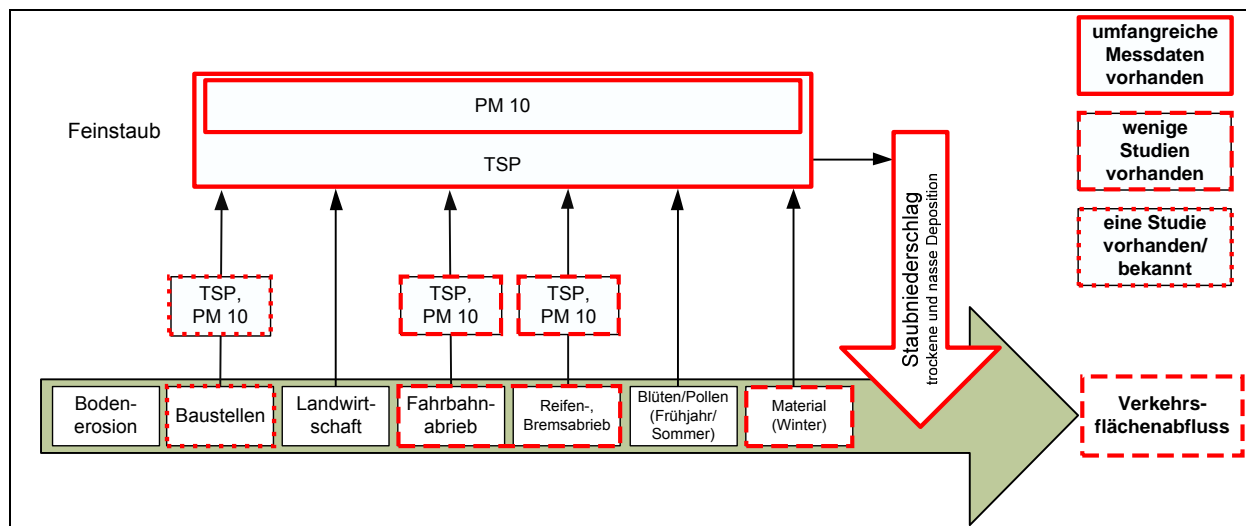 umfangreiche
Messdaten
vorhanden
PM 10
Feinstaub
TSP
wenige
Studien
vorhanden
eine Studie
vorhanden/
bekannt
Staubniederschlag
trockene und nasse Deposition
TSP,
PM 10
TSP,
PM 10
TSP,
PM 10
Boden-
erosion
Baustellen
Landwirt-
schaft
Fahrbahn-
abrieb
Reifen-,
Bremsabrieb
Blüten/Pollen
(Frühjahr/
Sommer)
Material
(Winter)
Verkehrs-
flächenabfluss